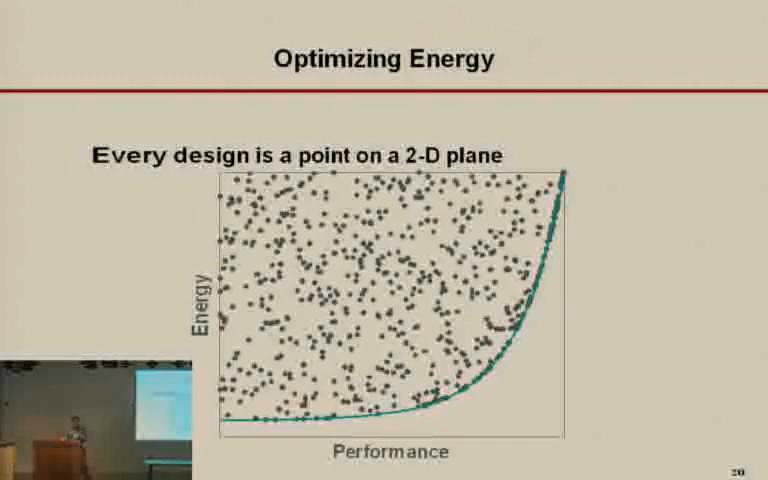 Optimizing Energy
Every design is a point on a 2-D plane
Energy
Performance
20